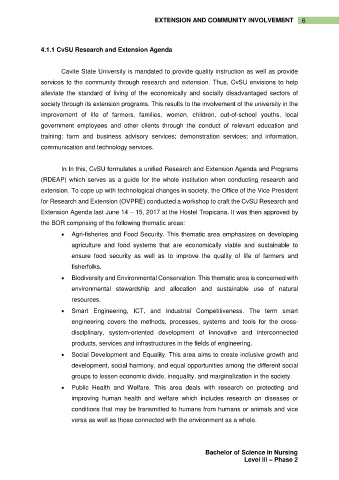 EXTENSION AND COMMUNITY INVOLVEMENT 6
4.1.1 CvSU Research and Extension Agenda
Cavite State University is mandated to provide quality instruction as well as provide
services to the community through research and extension. Thus, CvSU envisions to help
alleviate the standard of living of the economically and socially disadvantaged sectors of
society through its extension programs. This results to the involvement of the university in the
improvement of life of farmers, families, women, children, out-of-school youths, local
government employees and other clients through the conduct of relevant education and
training; farm and business advisory services; demonstration services; and information,
communication and technology services.
In In this, CvSU formulates a unified Research and Extension Agenda and Programs
(RDEAP) which serves as a guide for the whole institution when conducting research and
extension. To cope up with technological changes in society, the Office of the Vice President
for Research and Extension (OVPRE) conducted a workshop to craft the CvSU Research and
Extension Agenda last June 14 – 15, 2017 at the Hostel Tropicana. It was then approved by
the BOR comprising of the following thematic areas:
• Agri-fisheries and Food Security. This thematic area emphasizes on developing
agriculture and food systems that are economically viable and sustainable to
ensure food security as well as to improve the quality of life of farmers and
fisherfolks.
• Biodiversity and Environmental Conservation. This thematic area is concerned with
environmental stewardship and allocation and sustainable use of natural
resources.
• Smart Engineering, ICT, and Industrial Competitiveness. The term smart
engineering covers the methods, processes, systems and tools for the cross-
disciplinary, system-oriented development of innovative and interconnected
products, services and infrastructures in the fields of engineering.
• Social Development and Equality. This area aims to create inclusive growth and
development, social harmony, and equal opportunities among the different social
groups to lessen economic divide, inequality, and marginalization in the society.
• Public Health and Welfare. This area deals with research on protecting and
improving human health and welfare which includes research on diseases or
conditions that may be transmitted to humans from humans or animals and vice
versa as well as those connected with the environment as a whole.
Bachelor of Science in Nursing
Level III – Phase 2